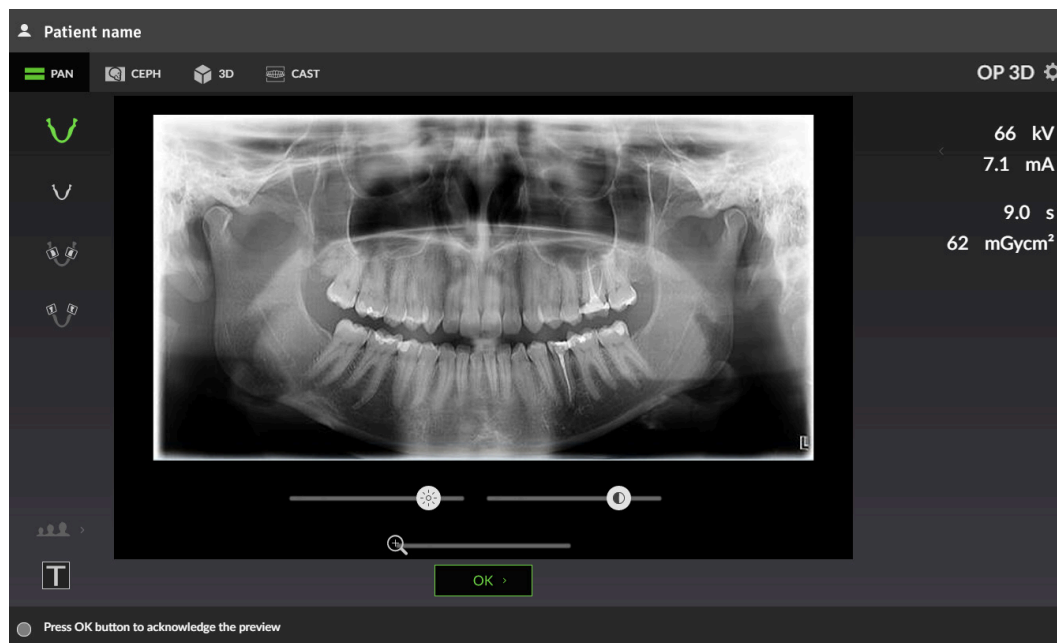 Patient name
PAN CEPH 3D CAST OP 3D
66 kV
7.1 mA
9.0 s
62 mGycm²
L
T
OK
Press OK button to acknowledge the preview